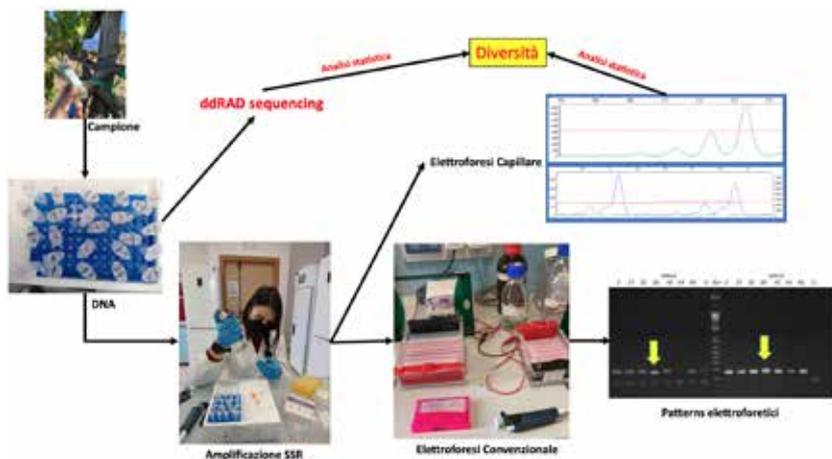 Analisi statistica
Diversità
Analisi statistica
ddRAD sequencing
Campione
Elettroforesi Capillare
DNA
Amplificazione SSR
Elettroforesi Convenzionale
Patterns elettroforetici